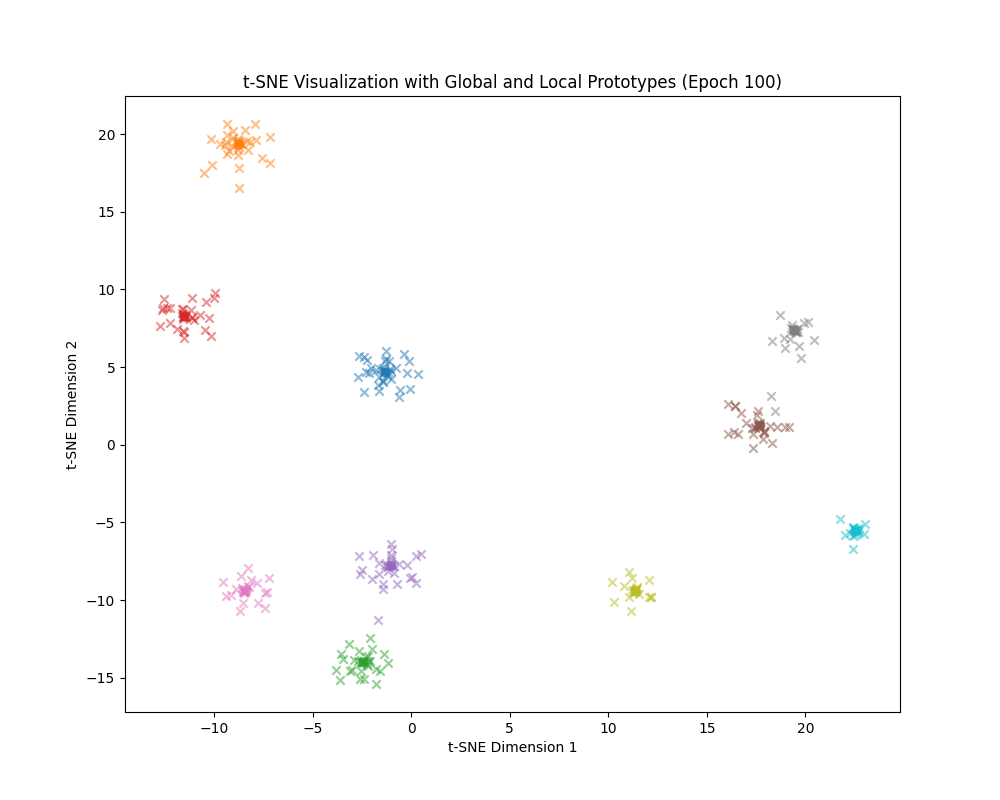 t-SNE Visualization with Global and Local Prototypes (Epoch 100)
t-SNE Dimension 2
20
15
10
5
0
−5
−10
−15
−10 −5 0 5 10 15 20
t-SNE Dimension 1